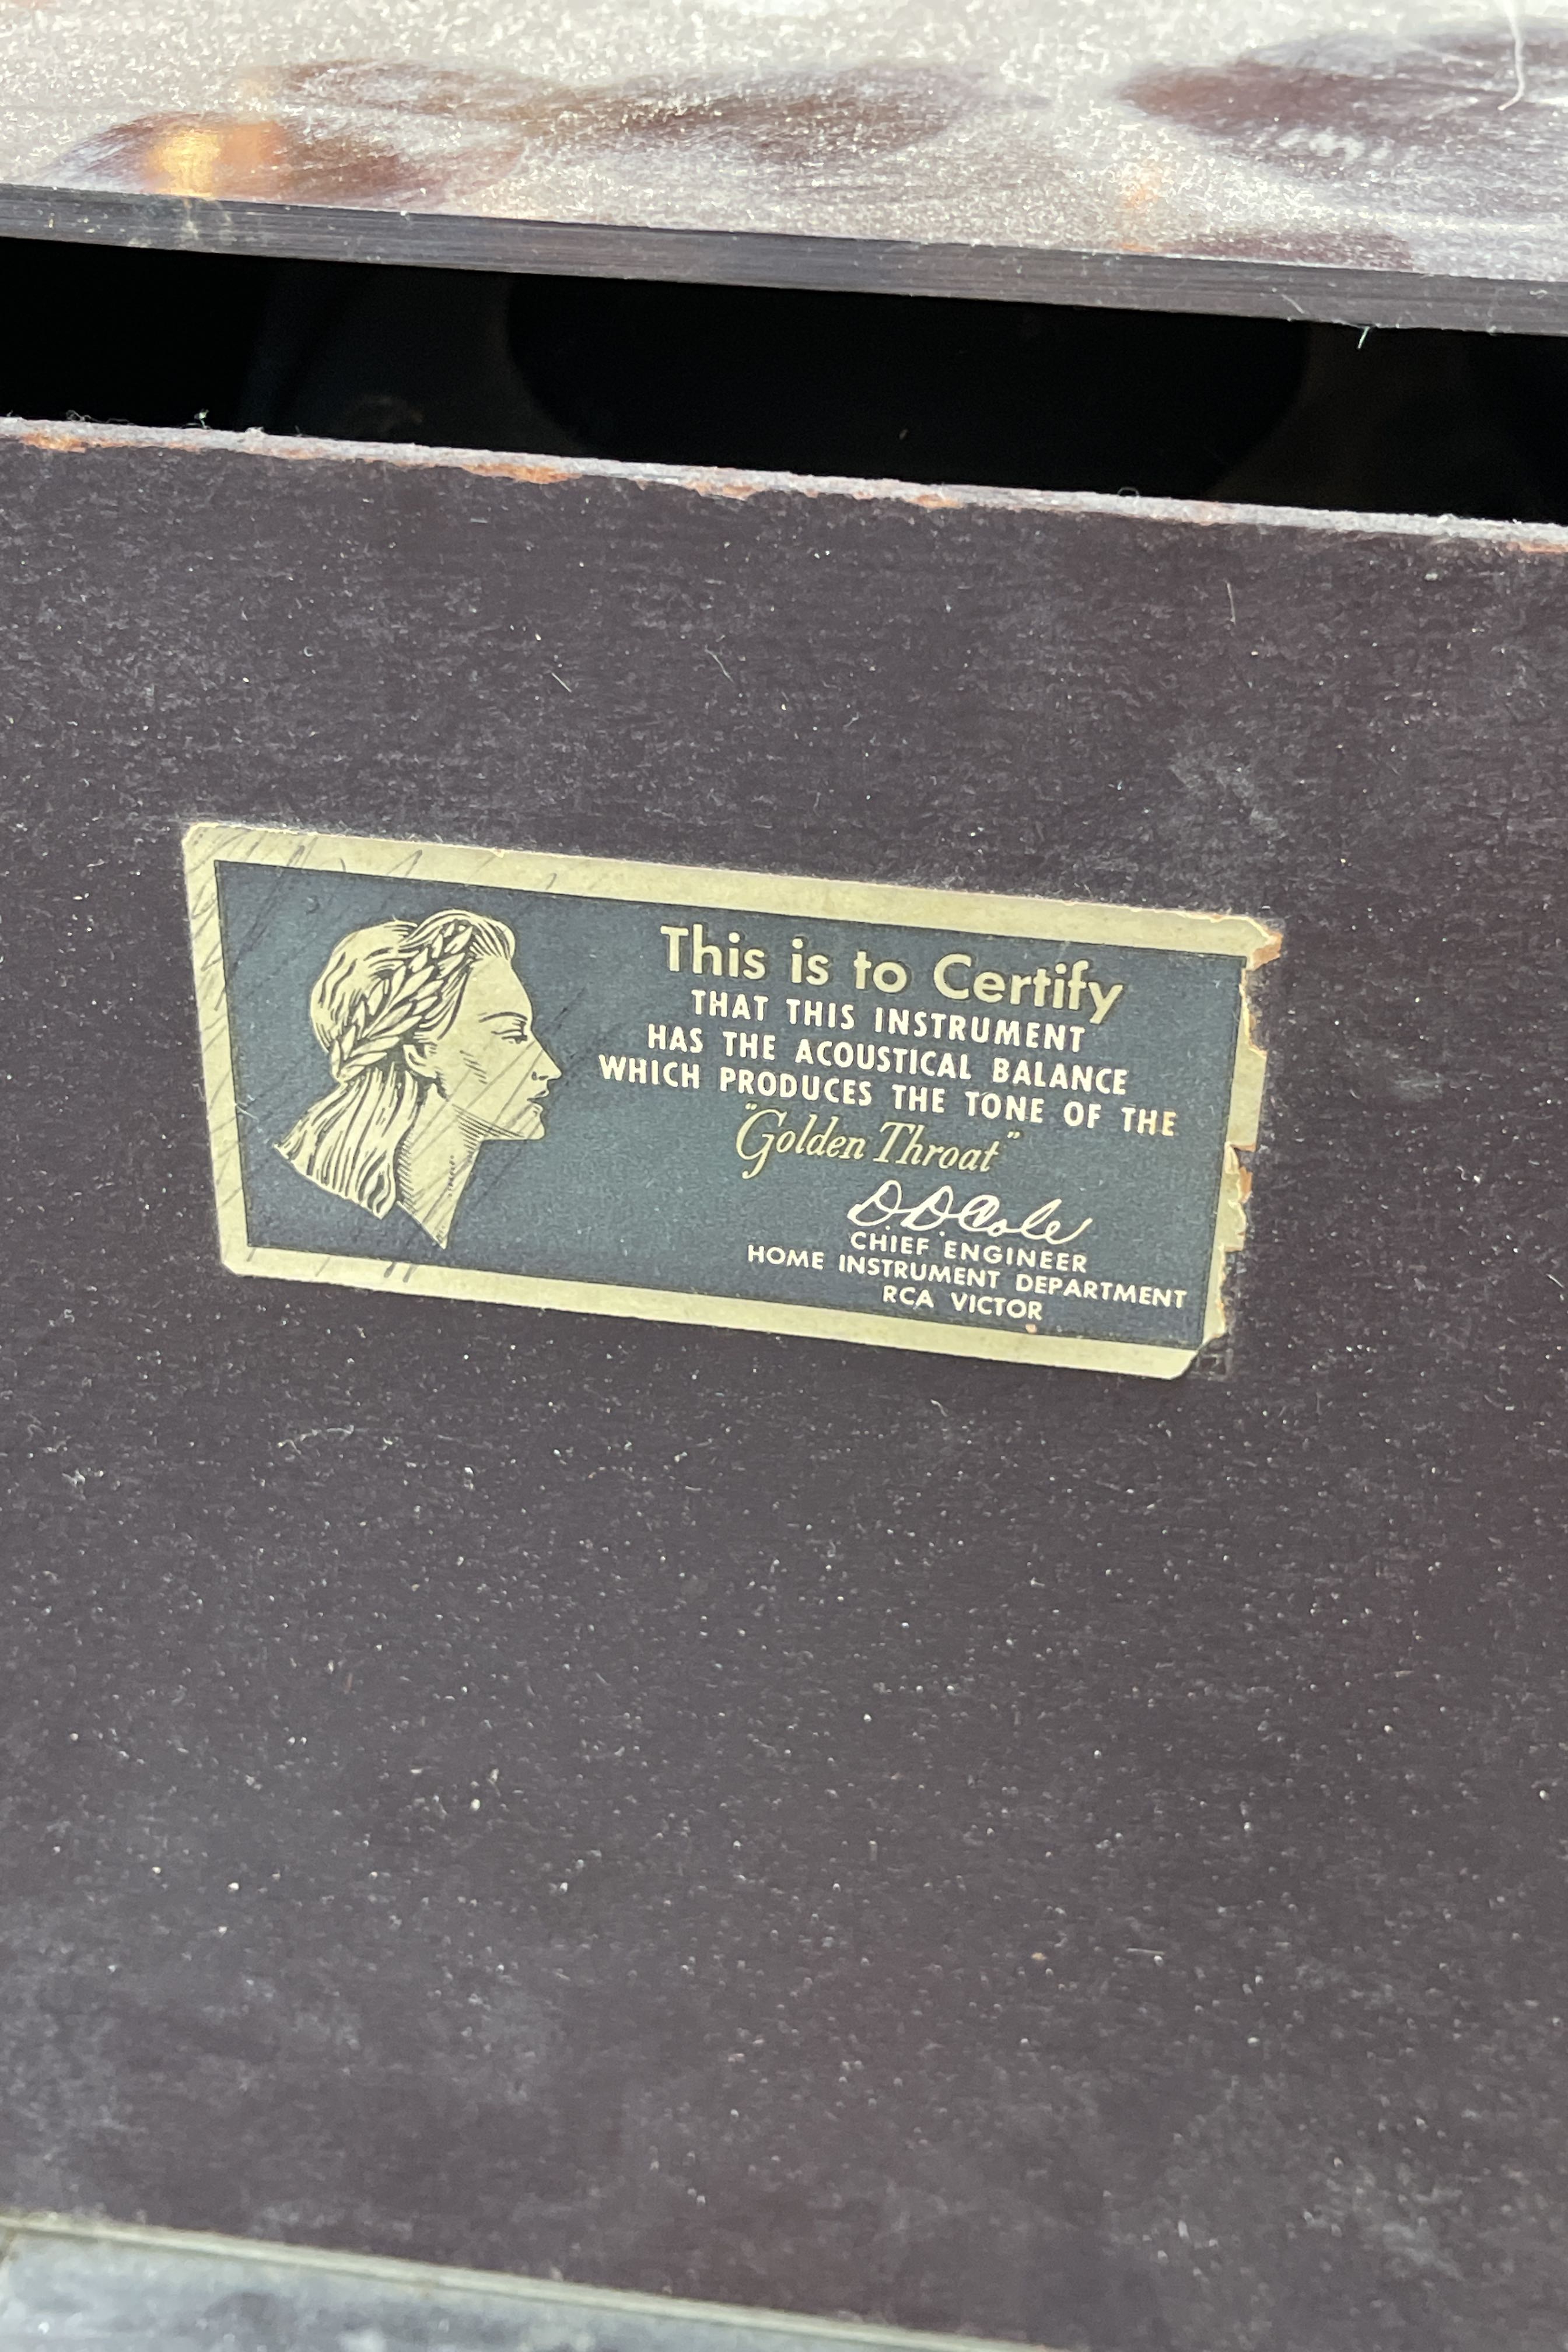 This is to Certify
THAT THIS INSTRUMENT
HAS THE ACOUSTICAL BALANCE
WHICH PRODUCES THE TONE OF THE
"Golden Throat"
D D Cole
CHIEF ENGINEER
HOME INSTRUMENT DEPARTMENT
RCA VICTOR